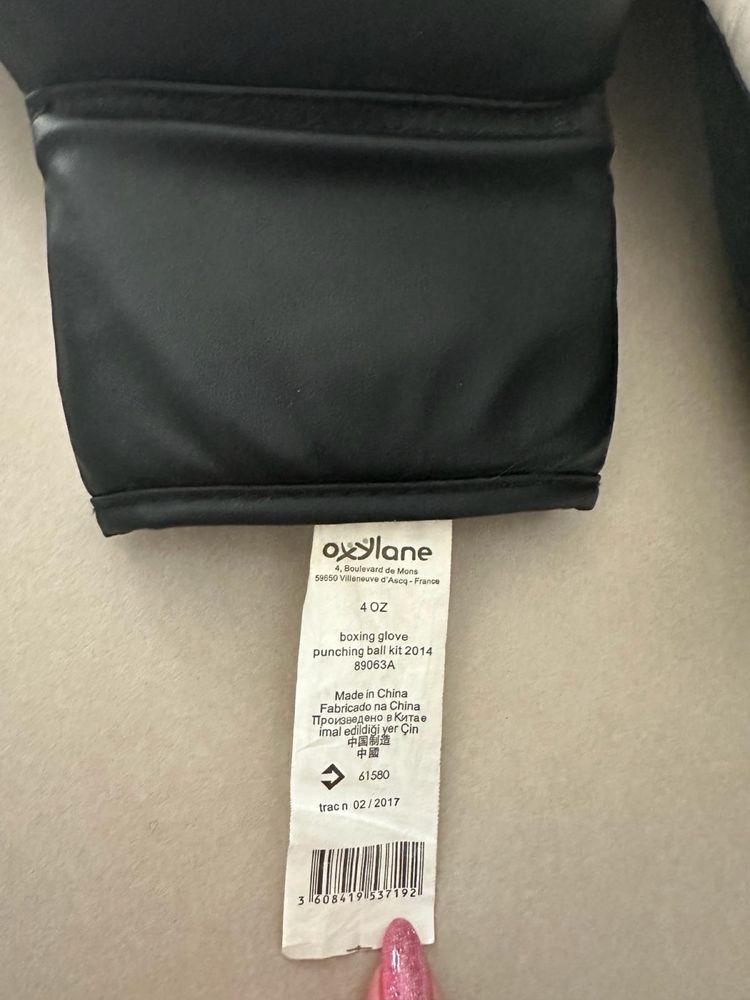 oxylane
4, Boulevard de Mons
59650 Villeneuve d'Ascq - France
4 OZ
boxing glove
punching ball kit 2014
89063A
Made in China
Fabricado na China
Произведено в Китае
imal edildiği yer Çin
中国制造
中國
61580
trac n 02 / 2017
3 608419 537192